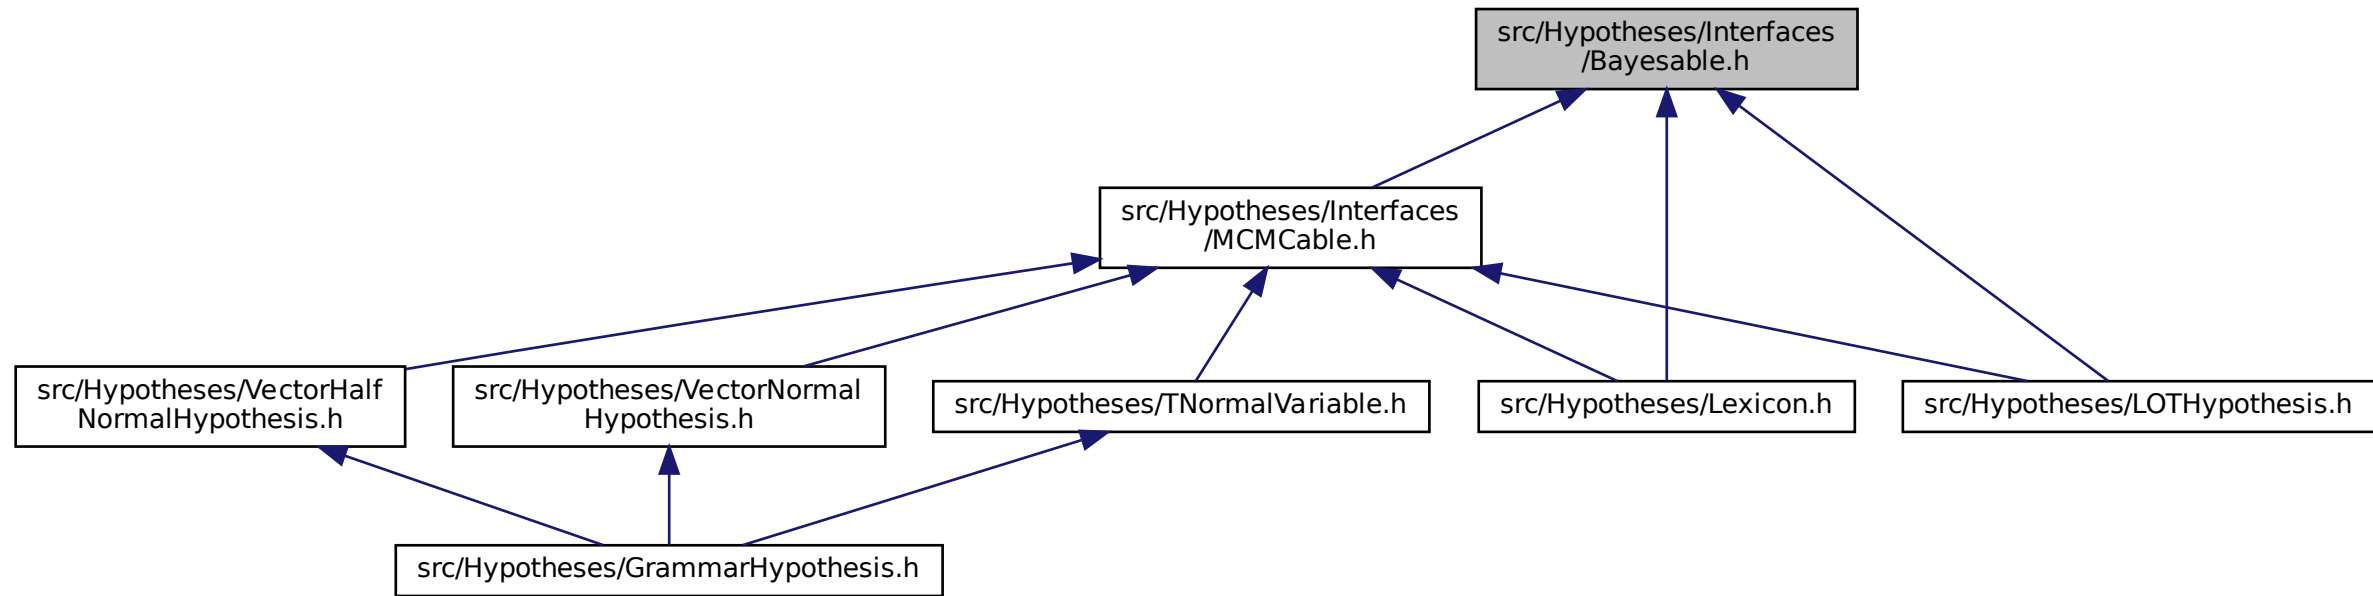 src/Hypotheses/Interfaces
/Bayesable.h
src/Hypotheses/Interfaces
/MCMCable.h
src/Hypotheses/VectorHalf
NormalHypothesis.h
src/Hypotheses/VectorNormal
Hypothesis.h
src/Hypotheses/TNormalVariable.h
src/Hypotheses/Lexicon.h
src/Hypotheses/LOTHypothesis.h
src/Hypotheses/GrammarHypothesis.h